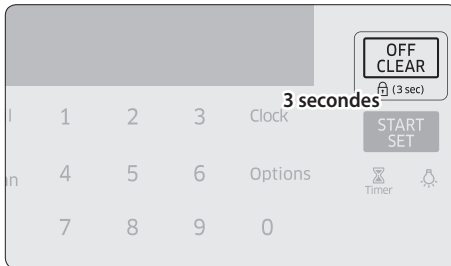 OFF
CLEAR
(3 sec)
3 secondes
1 2 3 Clock
START
SET
4 5 6 Options
Timer
7 8 9 0